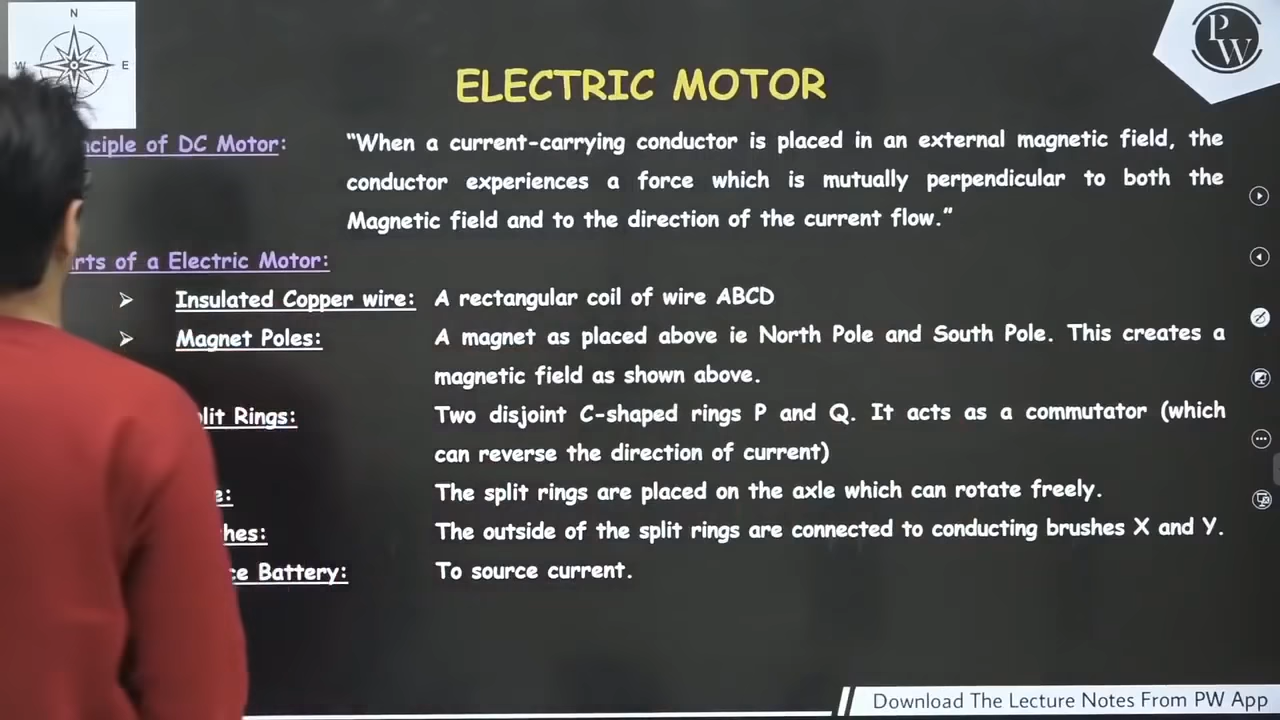 N
W E
P
W
ELECTRIC MOTOR
nciple of DC Motor: “When a current-carrying conductor is placed in an external magnetic field, the
conductor experiences a force which is mutually perpendicular to both the
Magnetic field and to the direction of the current flow.”
rts of a Electric Motor:
➢ Insulated Copper wire: A rectangular coil of wire ABCD
➢ Magnet Poles: A magnet as placed above ie North Pole and South Pole. This creates a
magnetic field as shown above.
lit Rings: Two disjoint C-shaped rings P and Q. It acts as a commutator (which
can reverse the direction of current)
e: The split rings are placed on the axle which can rotate freely.
hes: The outside of the split rings are connected to conducting brushes X and Y.
ce Battery: To source current.
Download The Lecture Notes From PW App